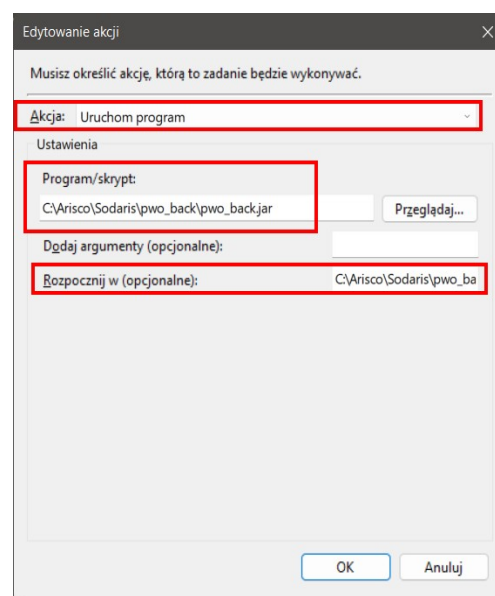 Edytowanie akcji
Musisz określić akcję, którą to zadanie będzie wykonywać.
Akcja: Uruchom program
Ustawienia
Program/skrypt:
C:\Arisco\Sodaris\pwo_back\pwo_back.jar Przeglądaj...
Dodaj argumenty (opcjonalne):
Rozpocznij w (opcjonalne): C:\Arisco\Sodaris\pwo_ba
OK Anuluj